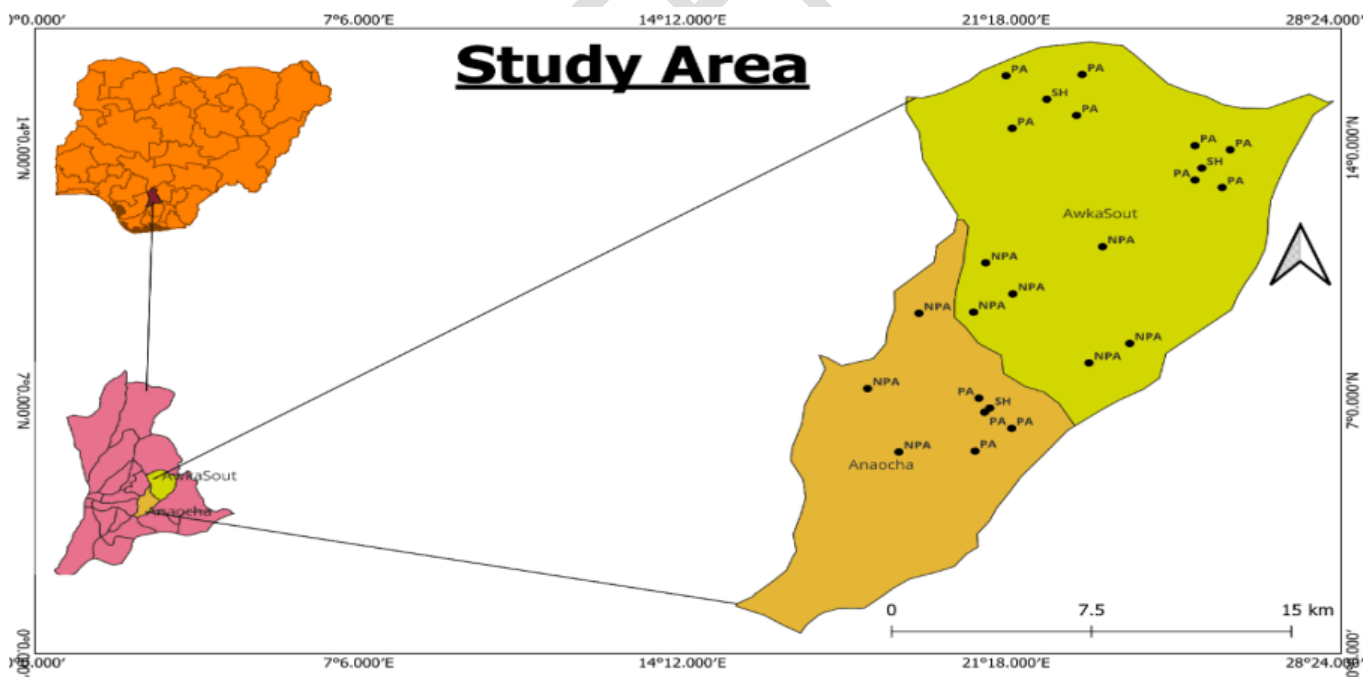 0°0.000′ 7°6.000′E 14°12.000′E 21°18.000′E 28°24.000′
Study Area
14°0.000′N
14°0.000′N
PA
PA
SH
PA
PA
PA
PA
SH
PA
PA
AwkaSout
NPA
NPA
NPA
NPA
NPA
NPA
NPA
7°0.000′N
7°0.000′N
NPA
PA
SH
PA
PA
NPA
PA
Anaocha
AwkaSout
Anaocha
0 7.5 15 km
0°0.000′ 7°6.000′E 14°12.000′E 21°18.000′E 28°24.000′